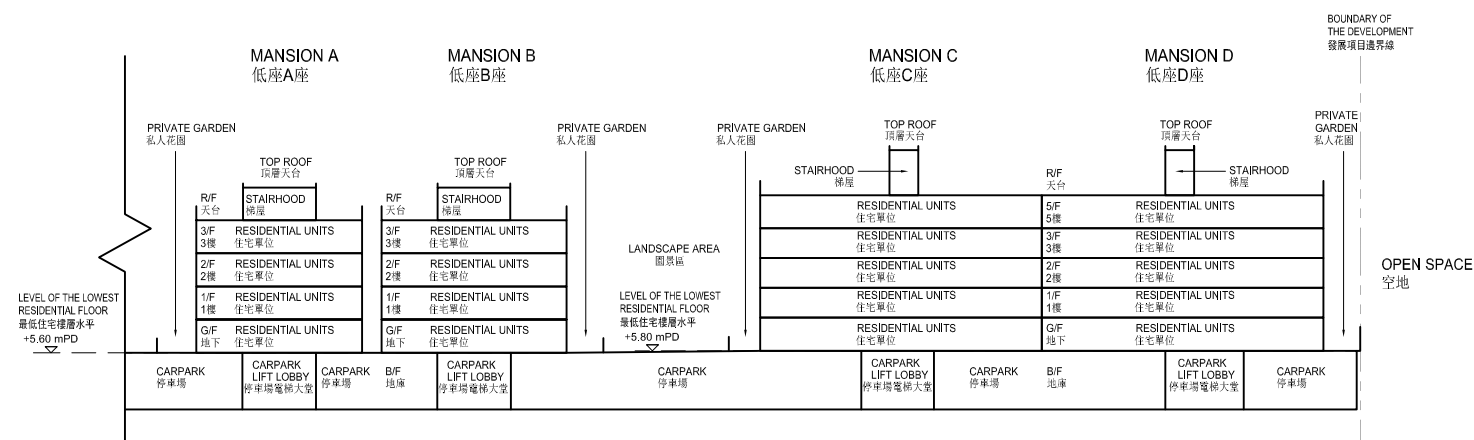 BOUNDARY OF
THE DEVELOPMENT
發展項目邊界線
MANSION A
低座A座
MANSION B
低座B座
MANSION C
低座C座
MANSION D
低座D座
PRIVATE GARDEN
私人花園
PRIVATE GARDEN
私人花園
PRIVATE GARDEN
私人花園
PRIVATE
GARDEN
私人花園
TOP ROOF
頂層天台
TOP ROOF
頂層天台
TOP ROOF
頂層天台
TOP ROOF
頂層天台
STAIRHOOD
梯屋
STAIRHOOD
梯屋
R/F
天台
STAIRHOOD
梯屋
R/F
天台
STAIRHOOD
梯屋
R/F
天台
3/F RESIDENTIAL UNITS
3樓 住宅單位
2/F RESIDENTIAL UNITS
2樓 住宅單位
1/F RESIDENTIAL UNITS
1樓 住宅單位
G/F RESIDENTIAL UNITS
地下 住宅單位
3/F RESIDENTIAL UNITS
3樓 住宅單位
2/F RESIDENTIAL UNITS
2樓 住宅單位
1/F RESIDENTIAL UNITS
1樓 住宅單位
G/F RESIDENTIAL UNITS
地下 住宅單位
LANDSCAPE AREA
園景區
RESIDENTIAL UNITS
住宅單位
RESIDENTIAL UNITS
住宅單位
RESIDENTIAL UNITS
住宅單位
RESIDENTIAL UNITS
住宅單位
RESIDENTIAL UNITS
住宅單位
5/F RESIDENTIAL UNITS
5樓 住宅單位
3/F RESIDENTIAL UNITS
3樓 住宅單位
2/F RESIDENTIAL UNITS
2樓 住宅單位
1/F RESIDENTIAL UNITS
1樓 住宅單位
G/F RESIDENTIAL UNITS
地下 住宅單位
OPEN SPACE
空地
LEVEL OF THE LOWEST
RESIDENTIAL FLOOR
最低住宅樓層水平
+5.60 mPD
LEVEL OF THE LOWEST
RESIDENTIAL FLOOR
最低住宅樓層水平
+5.80 mPD
CARPARK
停車場
CARPARK
LIFT LOBBY
停車場電梯大堂
CARPARK
停車場
B/F
地庫
CARPARK
LIFT LOBBY
停車場電梯大堂
CARPARK
停車場
CARPARK
LIFT LOBBY
停車場電梯大堂
CARPARK
停車場
B/F
地庫
CARPARK
LIFT LOBBY
停車場電梯大堂
CARPARK
停車場